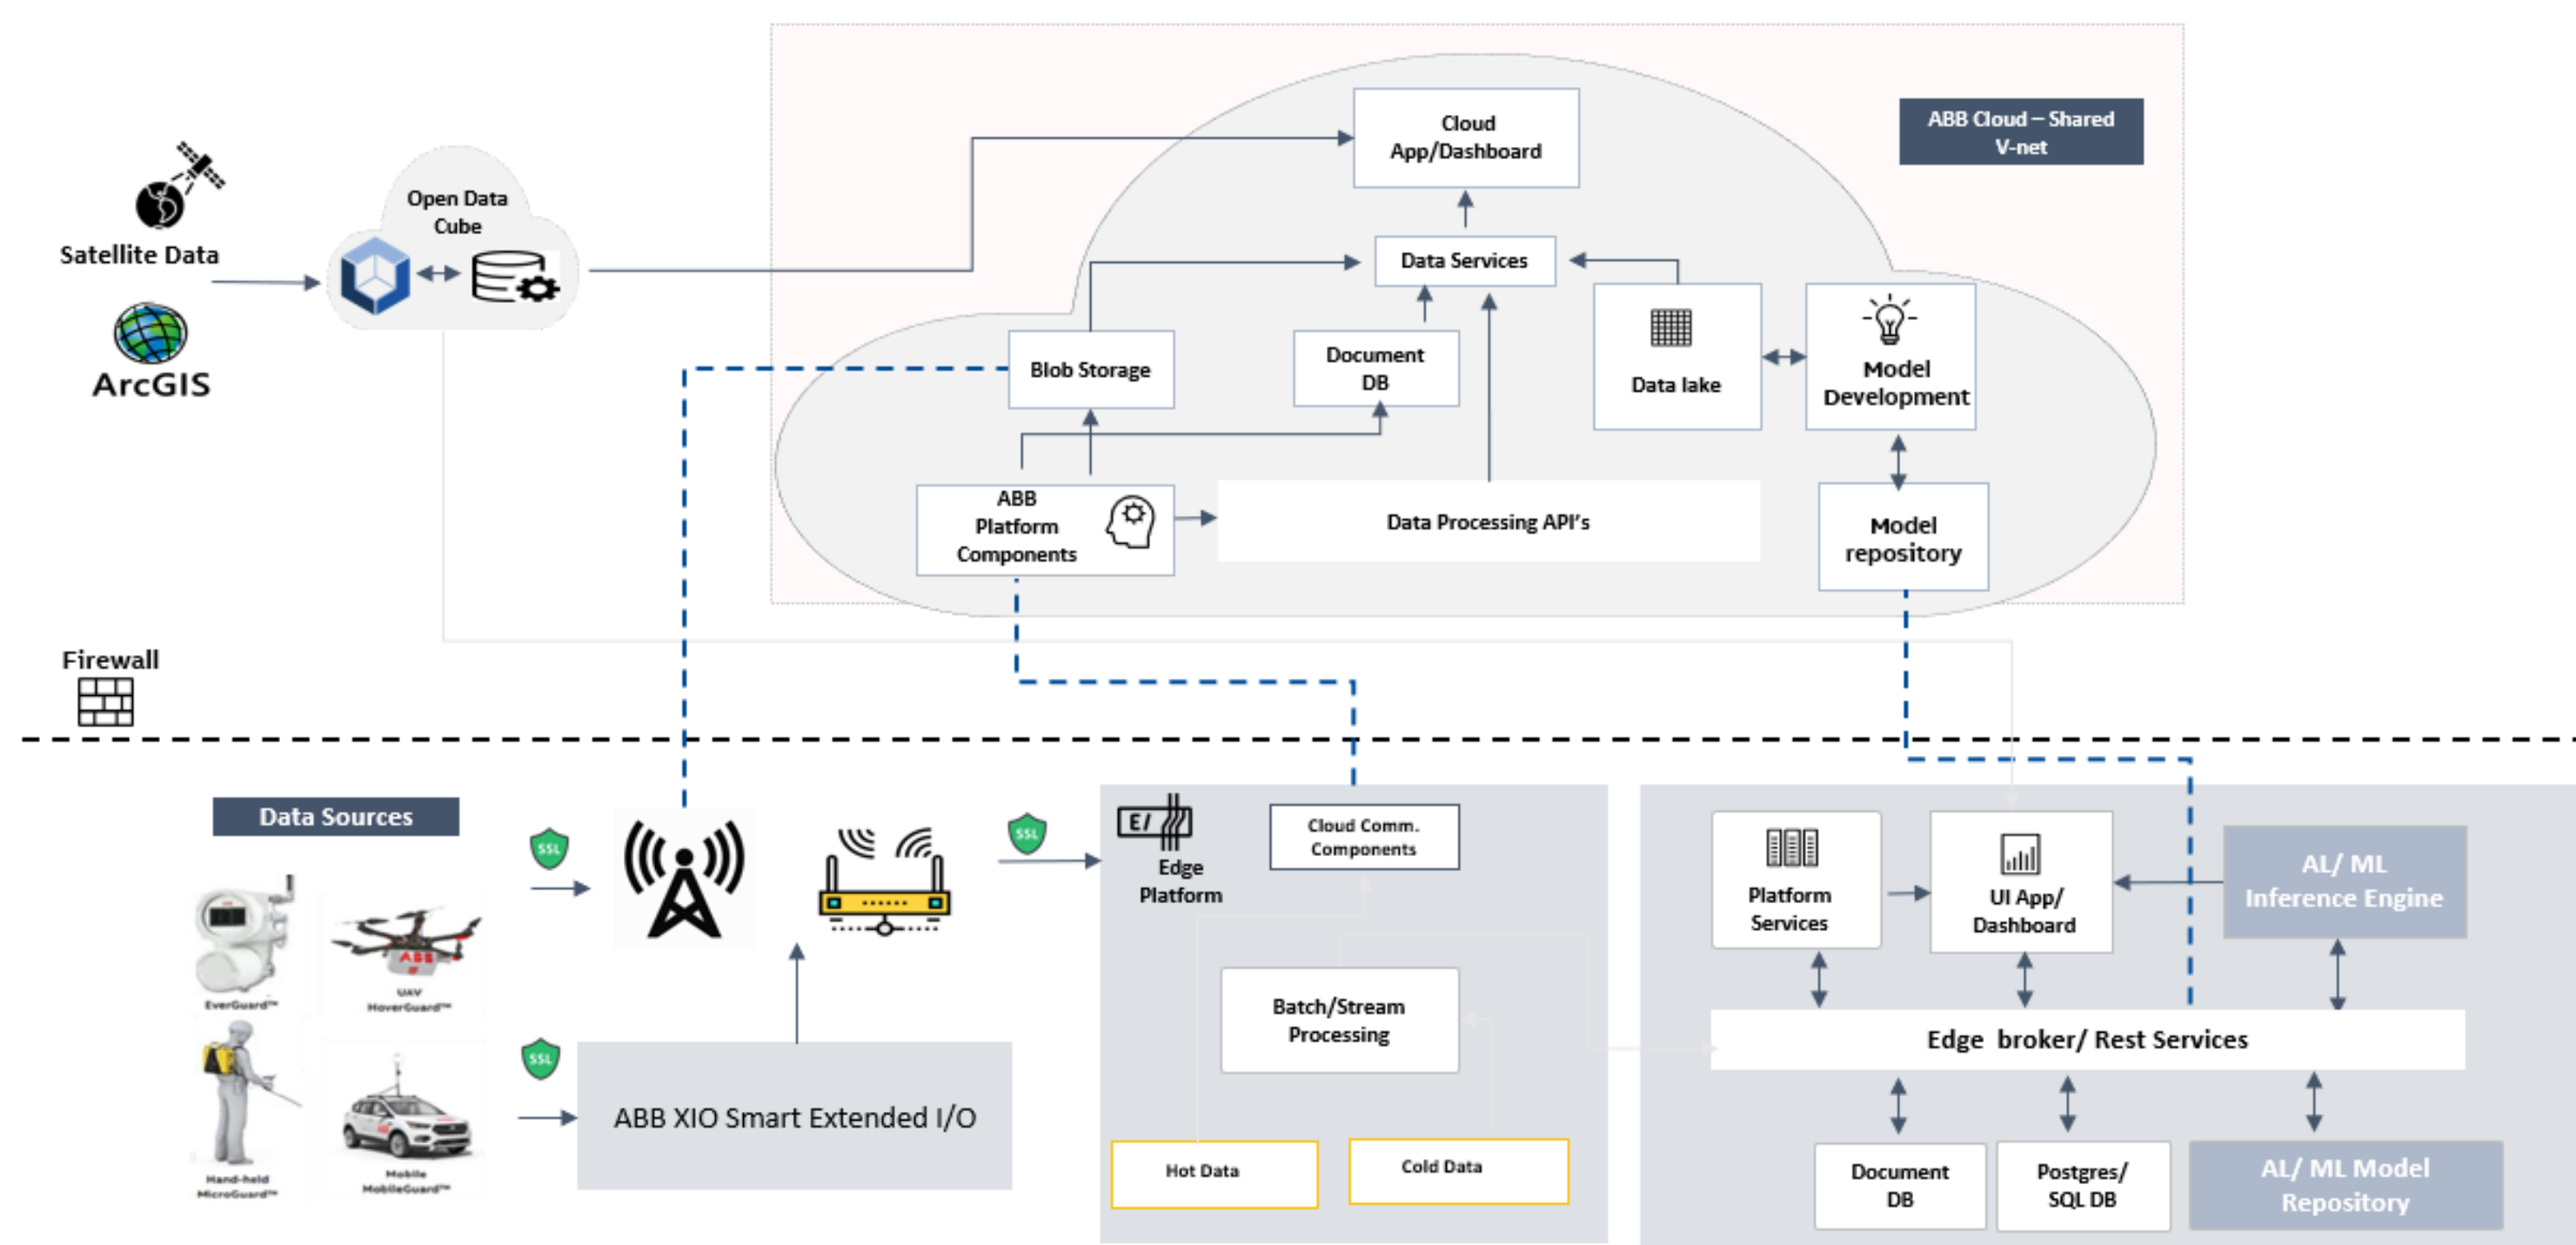 Cloud
App/Dashboard
ABB Cloud – Shared
V-net
Open Data
Cube
Satellite Data
ArcGIS
Data Services
Blob Storage
Document
DB
Data lake
Model
Development
ABB
Platform
Components
Data Processing API's
Model
repository
Firewall
Data Sources
SSL
SSL
E/
Edge
Platform
Cloud Comm.
Components
EverGuard™
ABB
UAV
HoverGuard™
Hand-held
MicroGuard™
Mobile
MobileGuard™
SSL
ABB XIO Smart Extended I/O
Batch/Stream
Processing
Hot Data
Cold Data
Platform
Services
UI App/
Dashboard
AL/ ML
Inference Engine
Edge broker/ Rest Services
Document
DB
Postgres/
SQL DB
AL/ ML Model
Repository